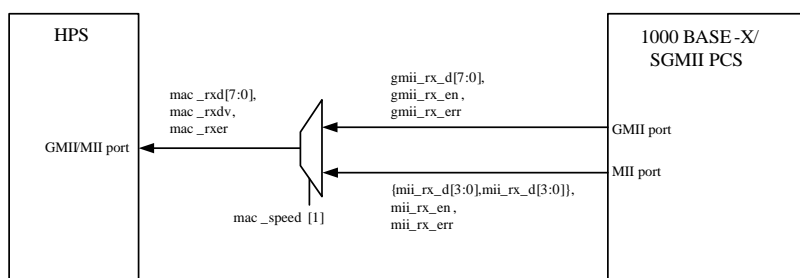 HPS
1000 BASE-X/
SGMII PCS
mac _rxd[7:0],
mac _rxdv,
mac _rxer
gmii_rx_d[7:0],
gmii_rx_en ,
gmii_rx_err
GMII port
GMII/MII port
MII port
{mii_rx_d[3:0],mii_rx_d[3:0]},
mii_rx_en ,
mii_rx_err
mac _speed [1]